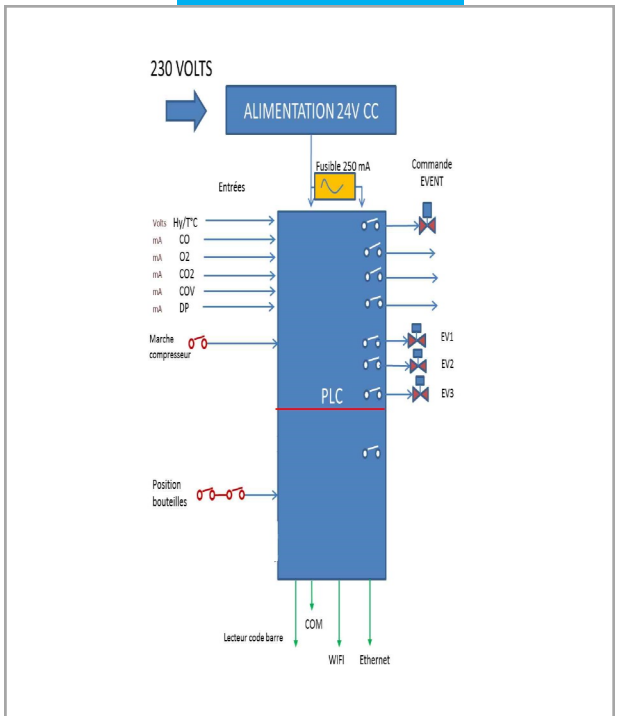 230 VOLTS
ALIMENTATION 24V CC
Fusible 250 mA
Commande
EVENT
Entrées
Volts Hy/T°C
mA CO
mA O2
mA CO2
mA COV
mA DP
Marche
compresseur
EV1
EV2
EV3
PLC
Position
bouteilles
COM
Lecteur code barre
WIFI Ethernet